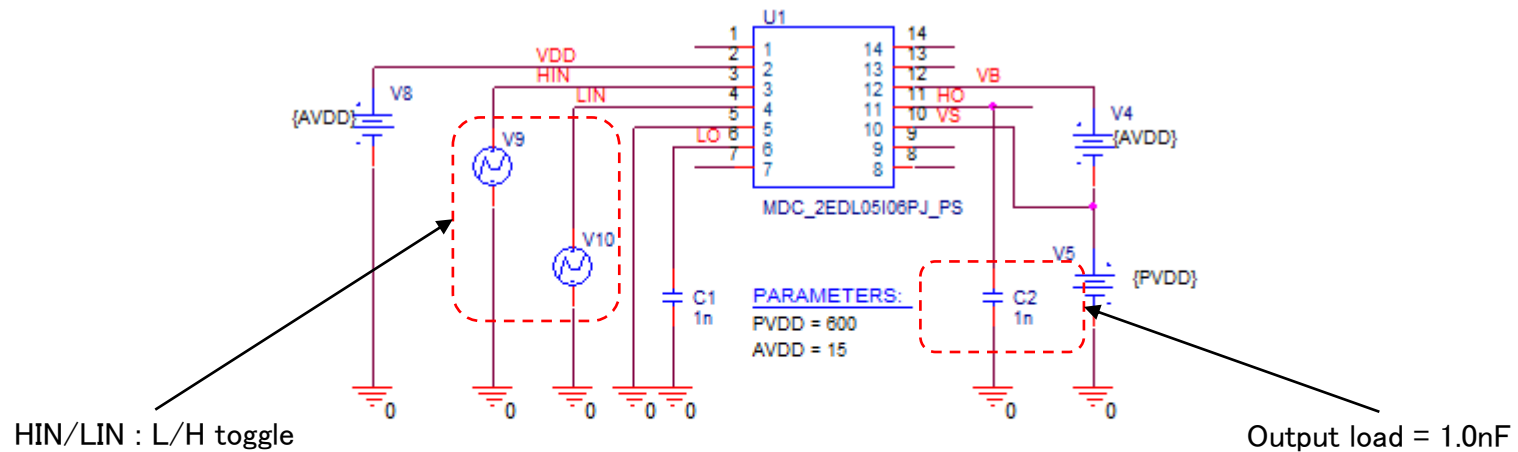 U1
1 1 14 14
2 VDD 2 13 13
3 HIN 3 12 12 VB
4 LIN 4 11 11 HO
5 5 10 10 VS
LO 6 6 9 9
7 7 8 8
MDC_2EDL05I06PJ_PS
V8
{AVDD}
V9
V10
V4
{AVDD}
V5
{PVDD}
C1
1n
PARAMETERS:
PVDD = 600
AVDD = 15
C2
1n
0 0 0 0 0 0 0
HIN/LIN : L/H toggle
Output load = 1.0nF